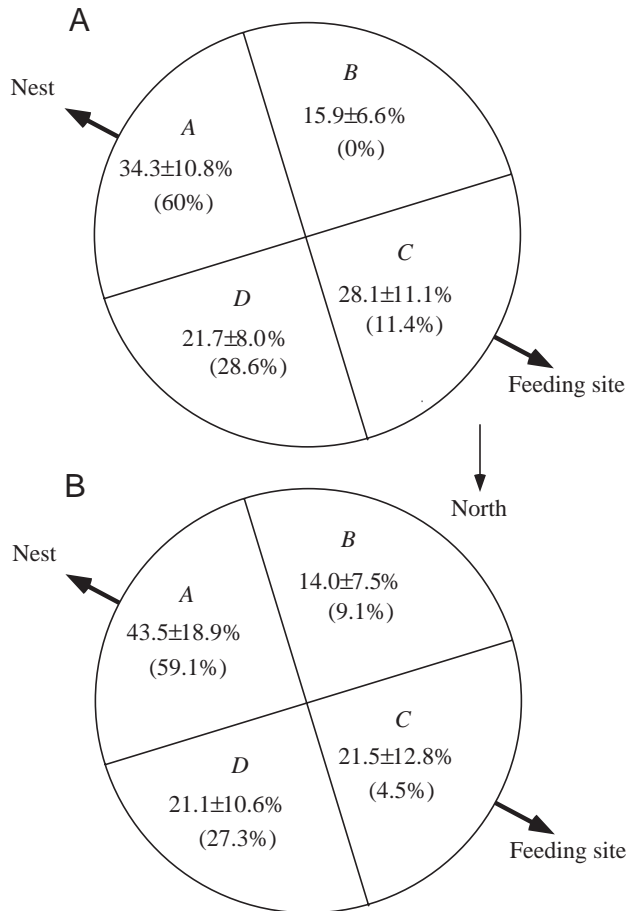 A
Nest
B
15.9±6.6%
(0%)
A
34.3±10.8%
(60%)
C
28.1±11.1%
(11.4%)
D
21.7±8.0%
(28.6%)
Feeding site
North
B
Nest
B
14.0±7.5%
(9.1%)
A
43.5±18.9%
(59.1%)
C
21.5±12.8%
(4.5%)
D
21.1±10.6%
(27.3%)
Feeding site